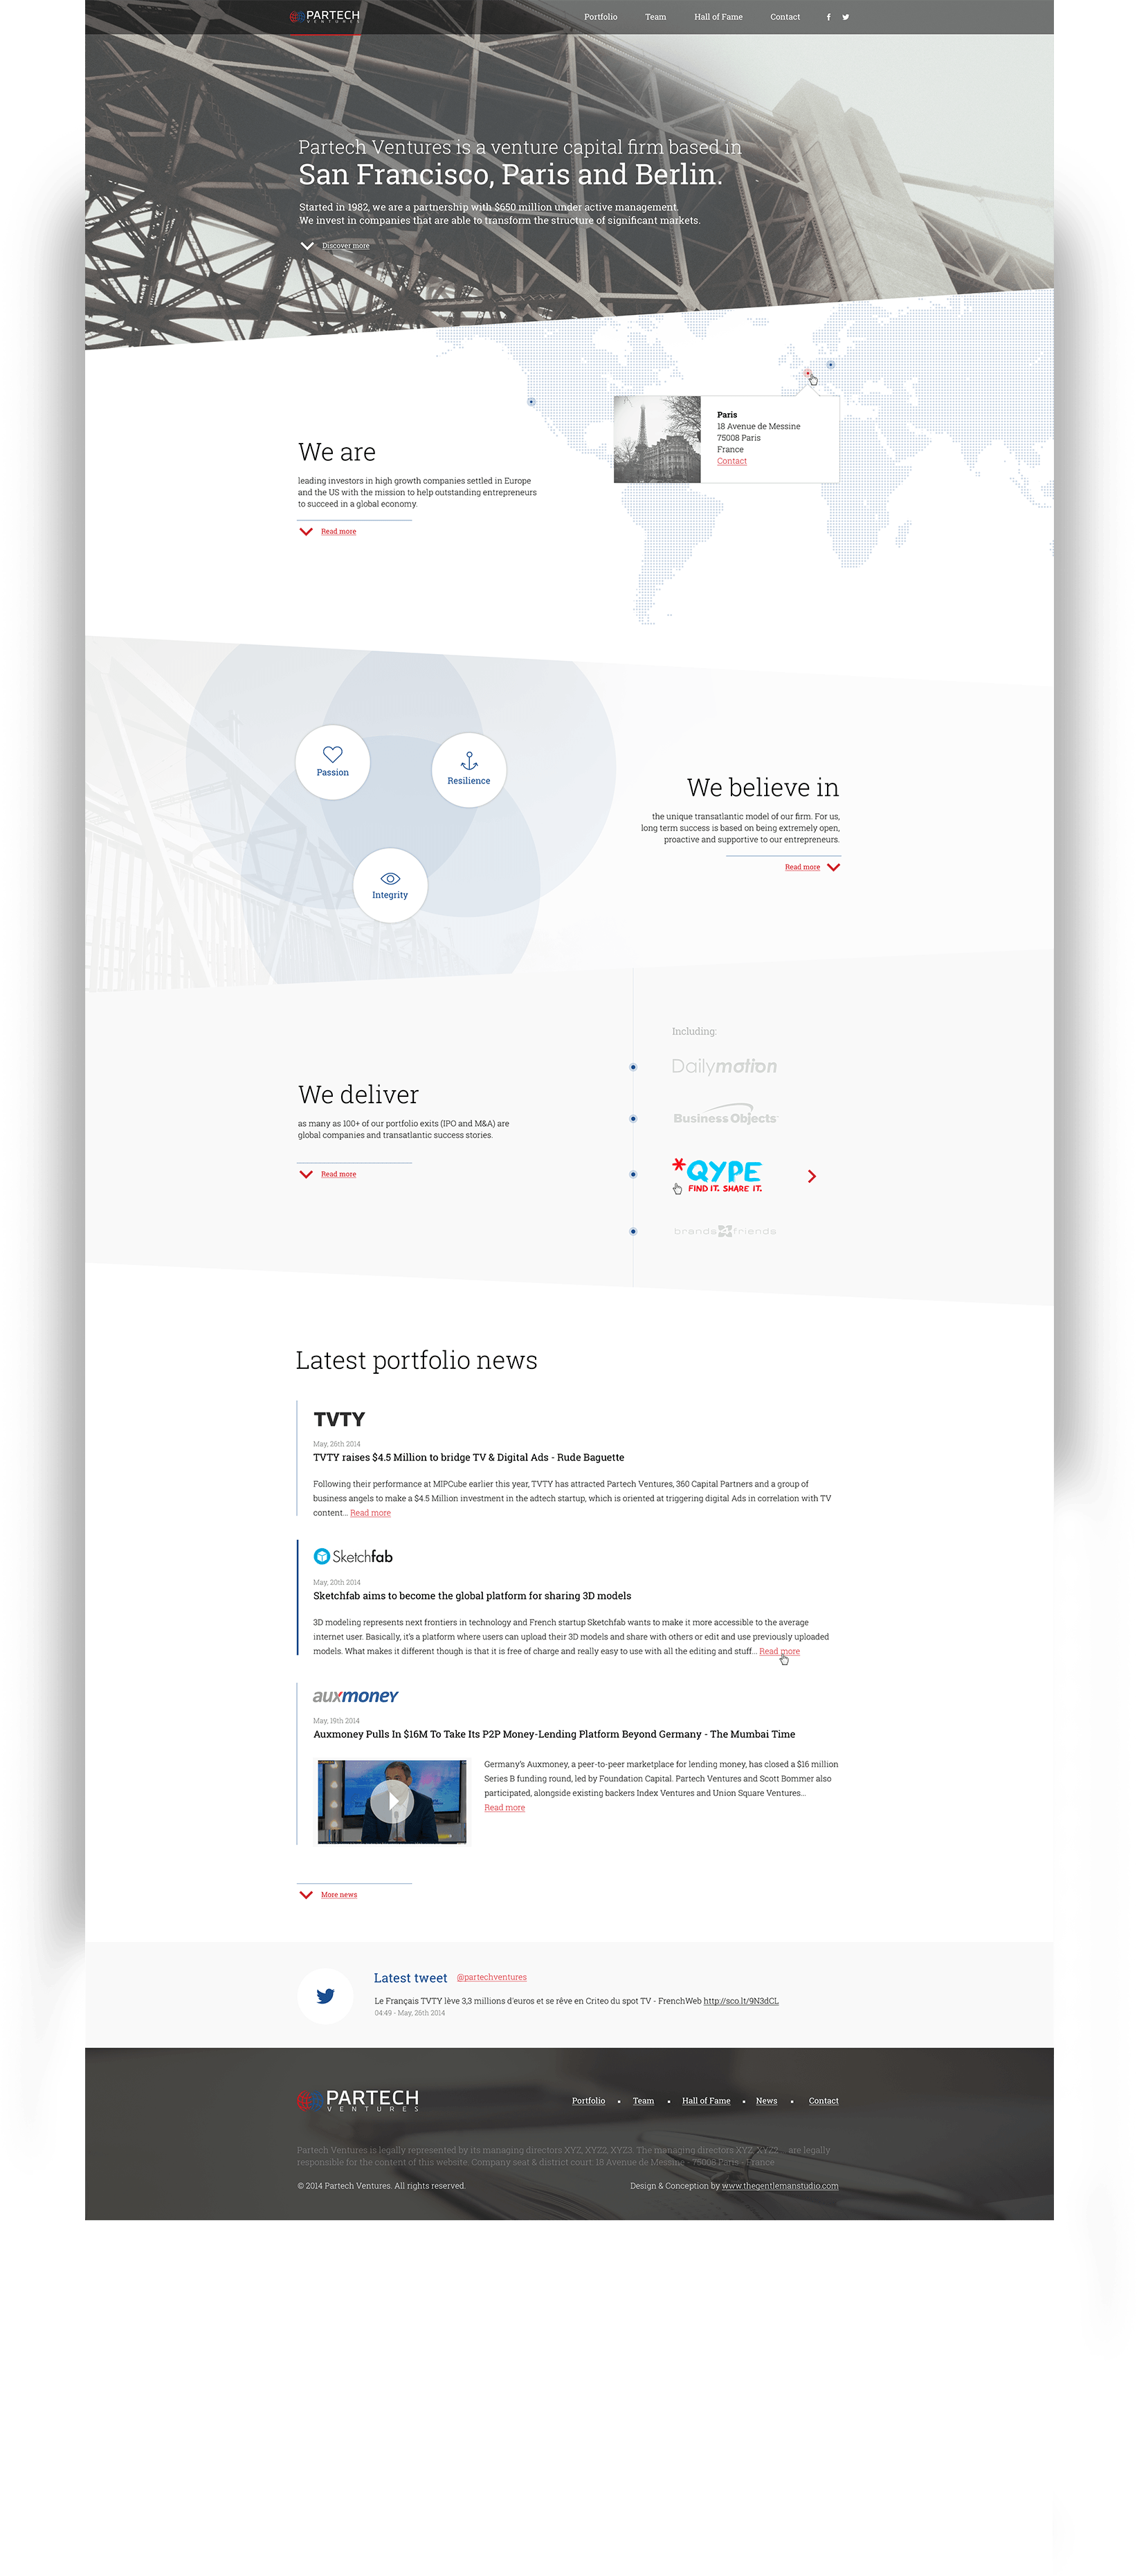 PARTECH
VENTURES
Portfolio
Team
Hall of Fame
Contact
Partech Ventures is a venture capital firm based in
San Francisco, Paris and Berlin.
Started in 1982, we are a partnership with $650 million under active management.
We invest in companies that are able to transform the structure of significant markets.
Discover more
Paris
18 Avenue de Messine
75008 Paris
France
Contact
We are
leading investors in high growth companies settled in Europe
and the US with the mission to help outstanding entrepreneurs
to succeed in a global economy.
Read more
Passion
Resilience
Integrity
We believe in
the unique transatlantic model of our firm. For us,
long term success is based on being extremely open,
proactive and supportive to our entrepreneurs.
Read more
We deliver
as many as 100+ of our portfolio exits (IPO and M&A) are
global companies and transatlantic success stories.
Read more
Including:
Dailymotion
Business Objects
*QYPE
FIND IT. SHARE IT.
brands4friends
Latest portfolio news
TVTY
May, 26th 2014
TVTY raises $4.5 Million to bridge TV & Digital Ads - Rude Baguette
Following their performance at MIPCube earlier this year, TVTY has attracted Partech Ventures, 360 Capital Partners and a group of
business angels to make a $4.5 Million investment in the adtech startup, which is oriented at triggering digital Ads in correlation with TV
content... Read more
Sketchfab
May, 20th 2014
Sketchfab aims to become the global platform for sharing 3D models
3D modeling represents next frontiers in technology and French startup Sketchfab wants to make it more accessible to the average
internet user. Basically, it's a platform where users can upload their 3D models and share with others or edit and use previously uploaded
models. What makes it different though is that it is free of charge and really easy to use with all the editing and stuff... Read more
auxmoney
May, 19th 2014
Auxmoney Pulls In $16M To Take Its P2P Money-Lending Platform Beyond Germany - The Mumbai Time
Germany's Auxmoney, a peer-to-peer marketplace for lending money, has closed a $16 million
Series B funding round, led by Foundation Capital. Partech Ventures and Scott Bommer also
participated, alongside existing backers Index Ventures and Union Square Ventures...
Read more
More news
Latest tweet @partechventures
Le Français TVTY lève 3,3 millions d'euros et se rêve en Criteo du spot TV - FrenchWeb http://sco.lt/9N3dCL
04:49 - May, 26th 2014
PARTECH
VENTURES
Portfolio
Team
Hall of Fame
News
Contact
Partech Ventures is legally represented by its managing directors XYZ, XYZ2, XYZ3. The managing directors XYZ, XYZ2 are legally
responsible for the content of this website. Company seat & district court: 18 Avenue de Messine - 75008 Paris - France
© 2014 Partech Ventures. All rights reserved.
Design & Conception by www.thegentlemanstudio.com